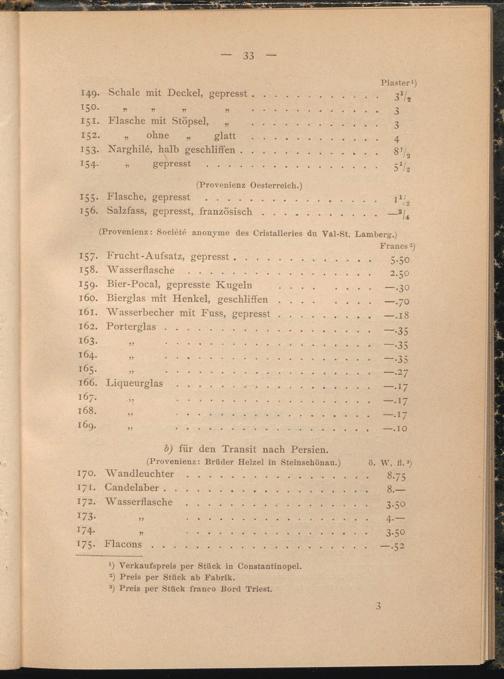 — 33 —
Piaster ¹)
149. Schale mit Deckel, gepresst . . . . . . . . . . . . 3¹/₂
150. „ „ „ „ . . . . . . . . . . . 3
151. Flasche mit Stöpsel, „ . . . . . . . . . . . 3
152. „ ohne „ glatt . . . . . . . . . . . 4
153. Narghilé, halb geschliffen . . . . . . . . . . . . 8¹/₂
154. „ gepresst . . . . . . . . . . . . . . 5¹/₂
(Provenienz Oesterreich.)
155. Flasche, gepresst . . . . . . . . . . . . . . . 1¹/₂
156. Salzfass, gepresst, französisch . . . . . . . . . . —³/₄
(Provenienz: Société anonyme des Cristalleries du Val-St. Lamberg.)
Francs ²)
157. Frucht-Aufsatz, gepresst . . . . . . . . . . . . . 5.50
158. Wasserflasche . . . . . . . . . . . . . . . . 2.50
159. Bier-Pocal, gepresste Kugeln . . . . . . . . . —.30
160. Bierglas mit Henkel, geschliffen . . . . . . . . —.70
161. Wasserbecher mit Fuss, gepresst . . . . . . . . . —.18
162. Porterglas . . . . . . . . . . . . . . . . . —.35
163. „ . . . . . . . . . . . . . . . . . —.35
164. „ . . . . . . . . . . . . . . . . . —.35
165. „ . . . . . . . . . . . . . . . . . —.27
166. Liqueurglas . . . . . . . . . . . . . . . . —.17
167. „ . . . . . . . . . . . . . . . . —.17
168. „ . . . . . . . . . . . . . . . . —.17
169. „ . . . . . . . . . . . . . . . . —.10
b) für den Transit nach Persien.
(Provenienz: Brüder Helzel in Steinschönau.) ö. W. fl. ³)
170. Wandleuchter . . . . . . . . . . . . . . . . 8.75
171. Candelaber . . . . . . . . . . . . . . . . . 8.—
172. Wasserflasche . . . . . . . . . . . . . . . . 3.50
173. „ . . . . . . . . . . . . . . . . 4.—
174. „ . . . . . . . . . . . . . . . . 3.50
175. Flacons . . . . . . . . . . . . . . . . . . —.52
¹) Verkaufspreis per Stück in Constantinopel.
²) Preis per Stück ab Fabrik.
³) Preis per Stück franco Bord Triest.
3